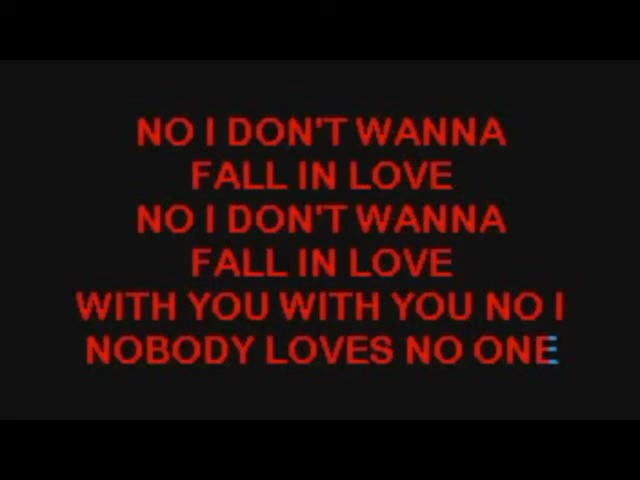 NO I DON'T WANNA
FALL IN LOVE
NO I DON'T WANNA
FALL IN LOVE
WITH YOU WITH YOU NO I
NOBODY LOVES NO ONE